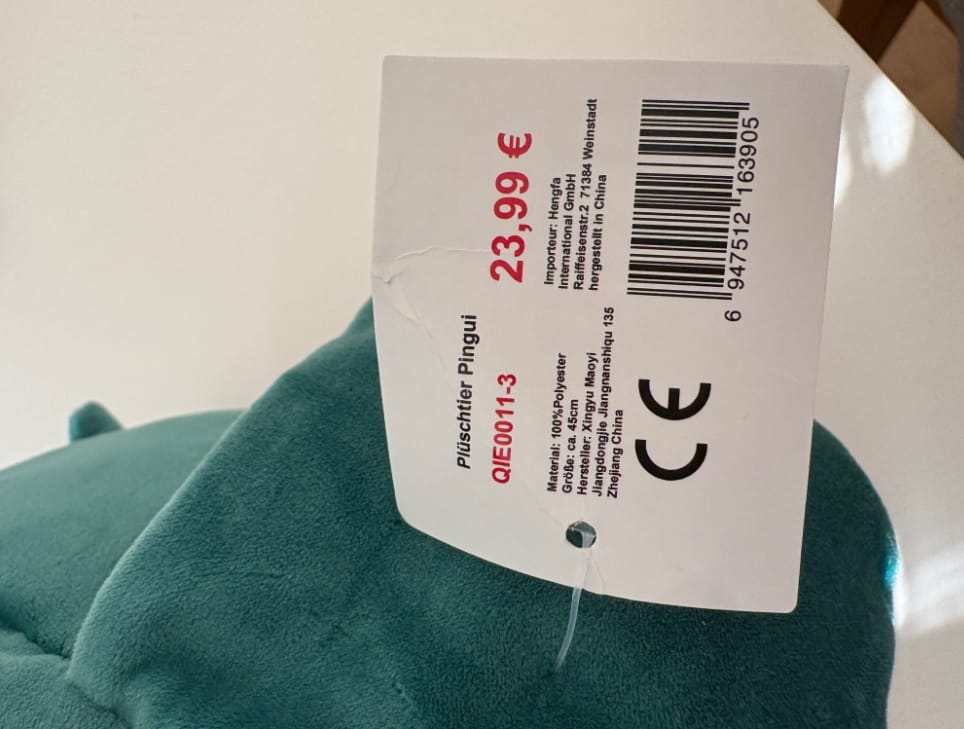 Plüschtier Pingui
QIE0011-3
23,99 €
Material: 100%Polyester
Größe: ca. 45cm
Hersteller: Xingyu Maoyi
Jiangdongjie Jiangnanshiqu 135
Zhejiang China
Importeur: Hengfa
International GmbH
Raiffeisenstr.2 71384 Weinstadt
hergestellt in China
CE
6 947512 163905